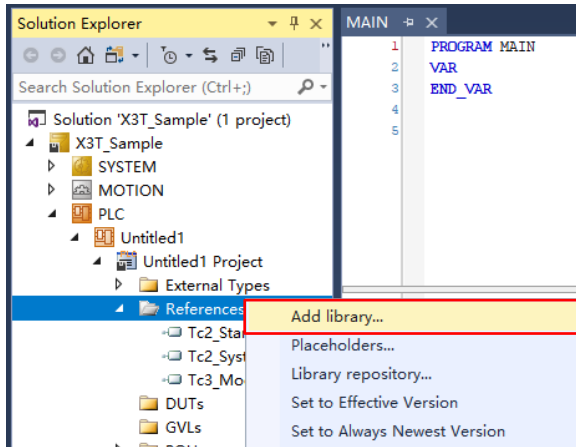 Solution Explorer
MAIN
Search Solution Explorer (Ctrl+;)
1 PROGRAM MAIN
2 VAR
3 END_VAR
4
5
Solution 'X3T_Sample' (1 project)
X3T_Sample
SYSTEM
MOTION
PLC
Untitled1
Untitled1 Project
External Types
References
Add library...
Tc2_Sta
Placeholders...
Tc2_Syst
Library repository...
Tc3_Mo
Set to Effective Version
DUTs
Set to Always Newest Version
GVLs